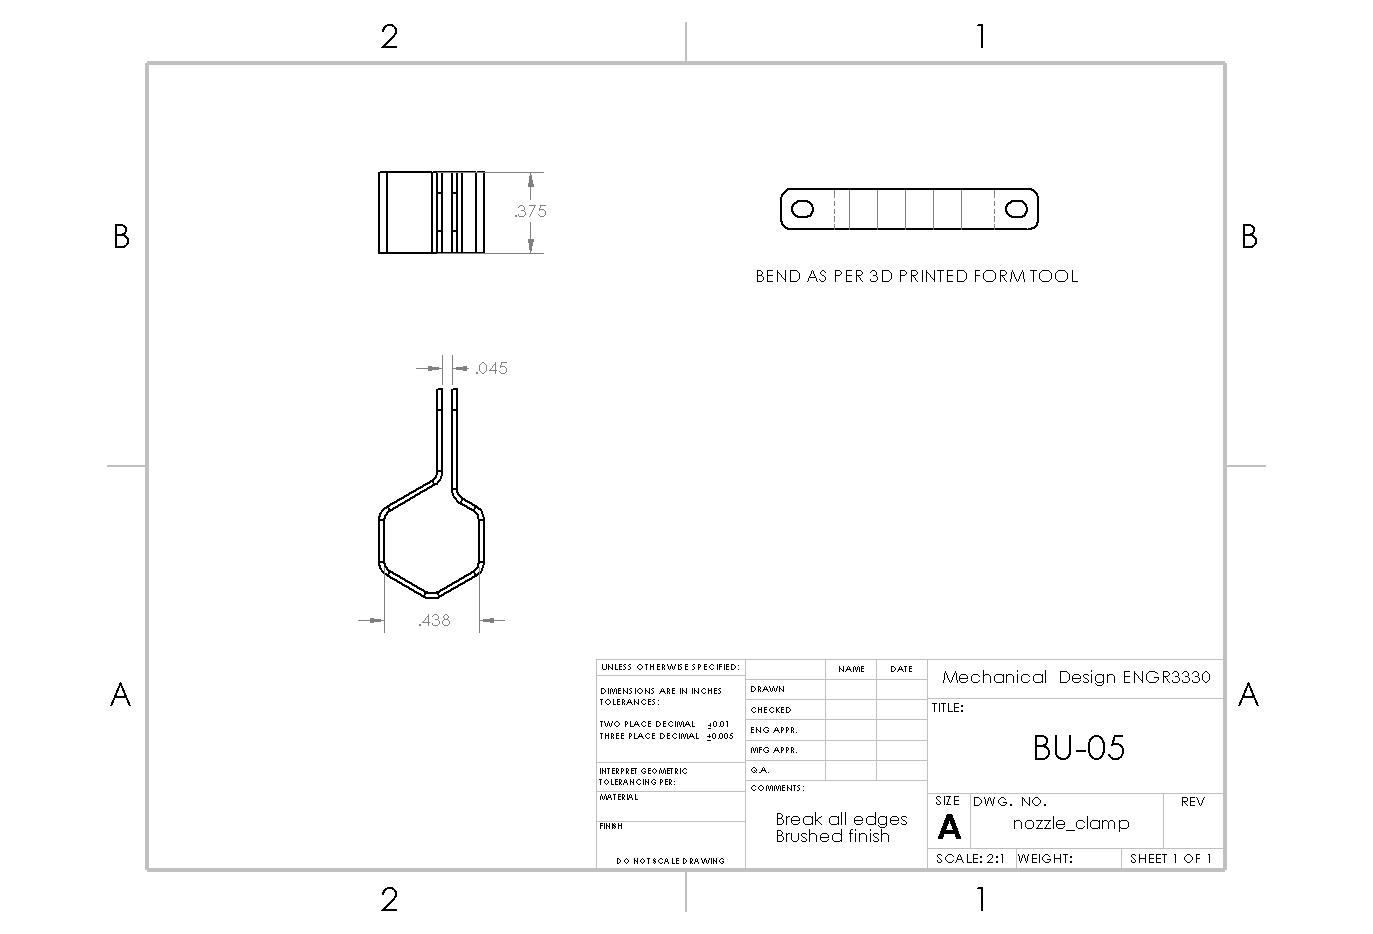 2 1
B B
.375
BEND AS PER 3D PRINTED FORM TOOL
.045
.438
A A
UNLESS OTHERWISE SPECIFIED:
DIMENSIONS ARE IN INCHES
TOLERANCES:
TWO PLACE DECIMAL ±0.01
THREE PLACE DECIMAL ±0.005
INTERPRET GEOMETRIC
TOLERANCING PER:
MATERIAL
FINISH
DO NOT SCALE DRAWING
NAME DATE
DRAWN
CHECKED
ENG APPR.
MFG APPR.
Q.A.
COMMENTS:
Break all edges
Brushed finish
Mechanical Design ENGR3330
TITLE:
BU-05
SIZE DWG. NO. REV
A nozzle_clamp
SCALE: 2:1 WEIGHT: SHEET 1 OF 1
2 1